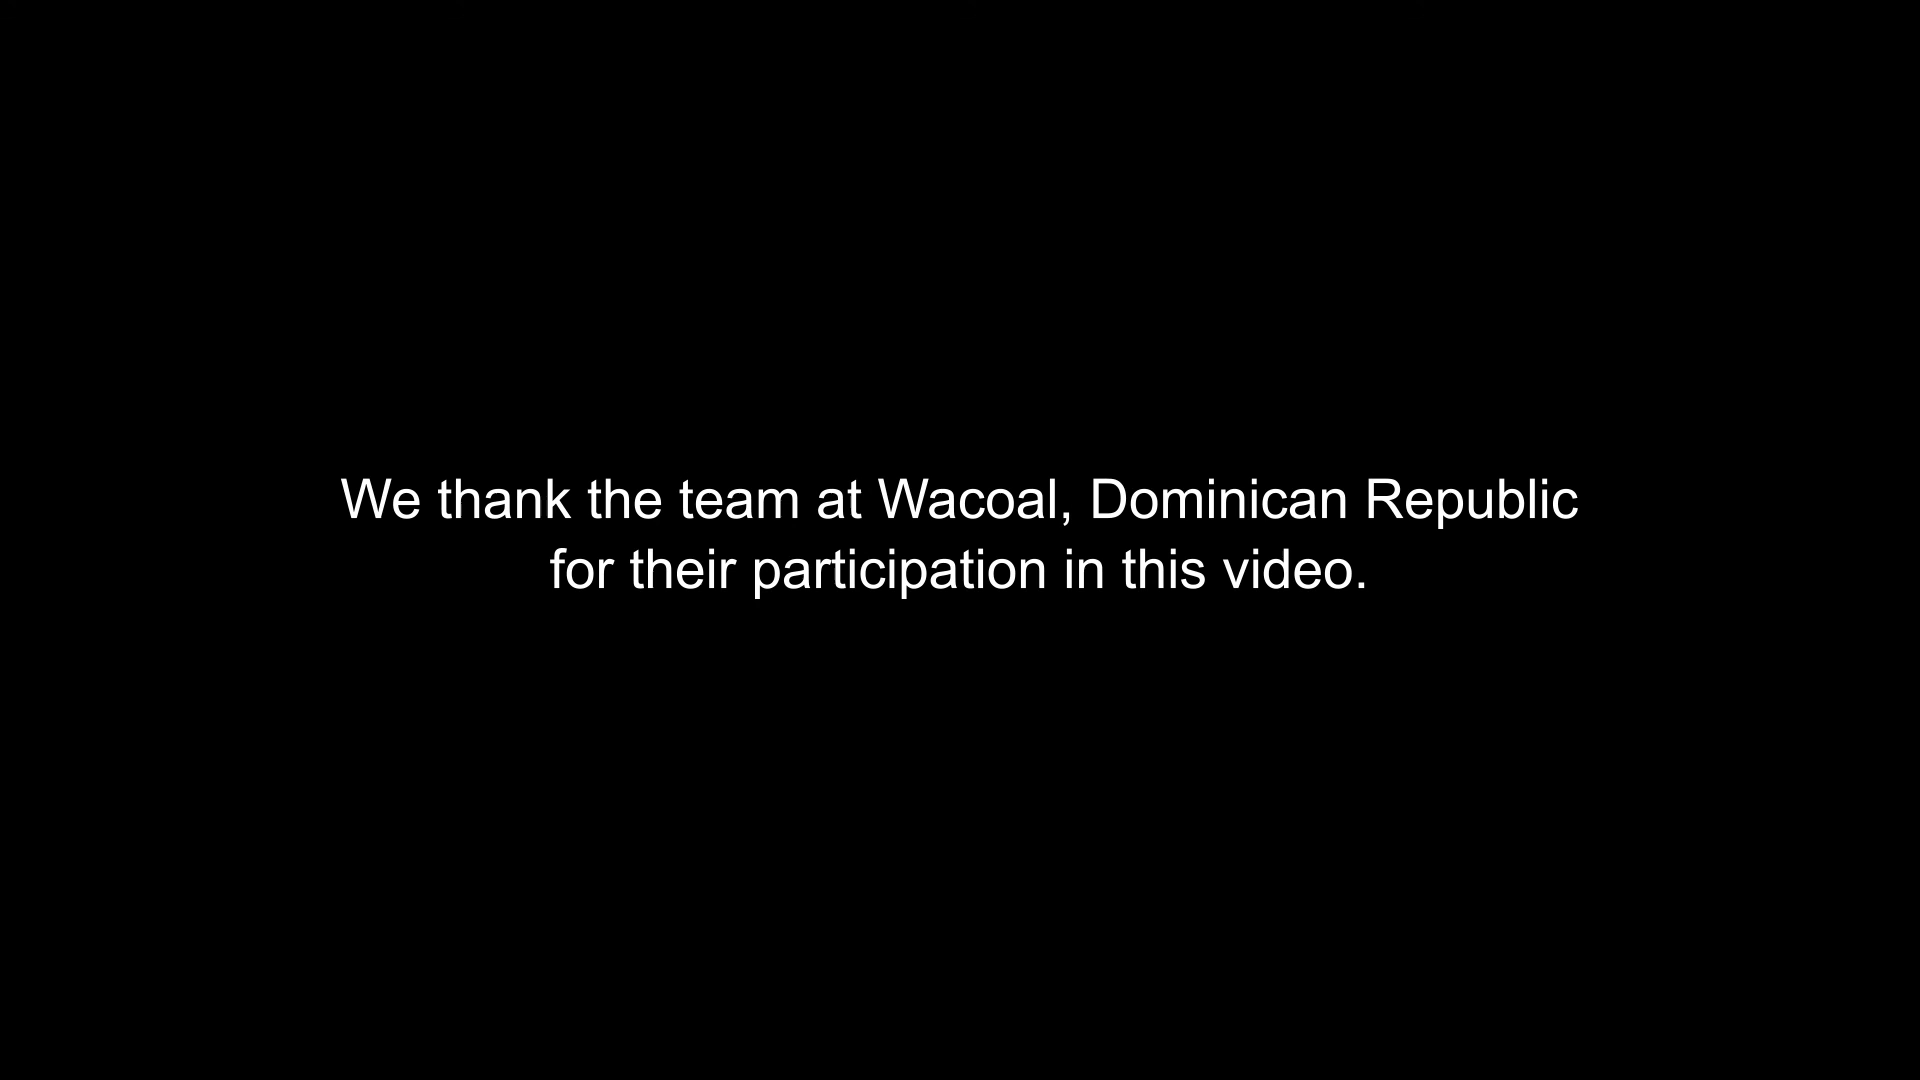 We thank the team at Wacoal, Dominican Republic
for their participation in this video.